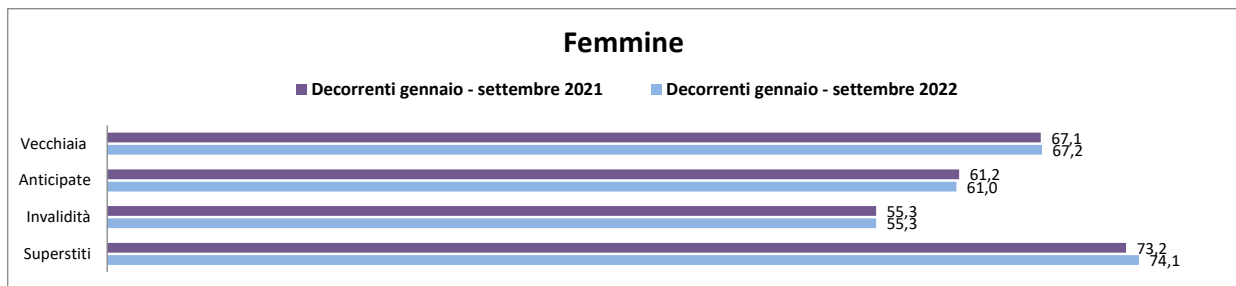 Femmine
Decorrenti gennaio - settembre 2021 Decorrenti gennaio - settembre 2022
Vecchiaia 67,1
67,2
Anticipate 61,2
61,0
Invalidità 55,3
55,3
Superstiti 73,2
74,1